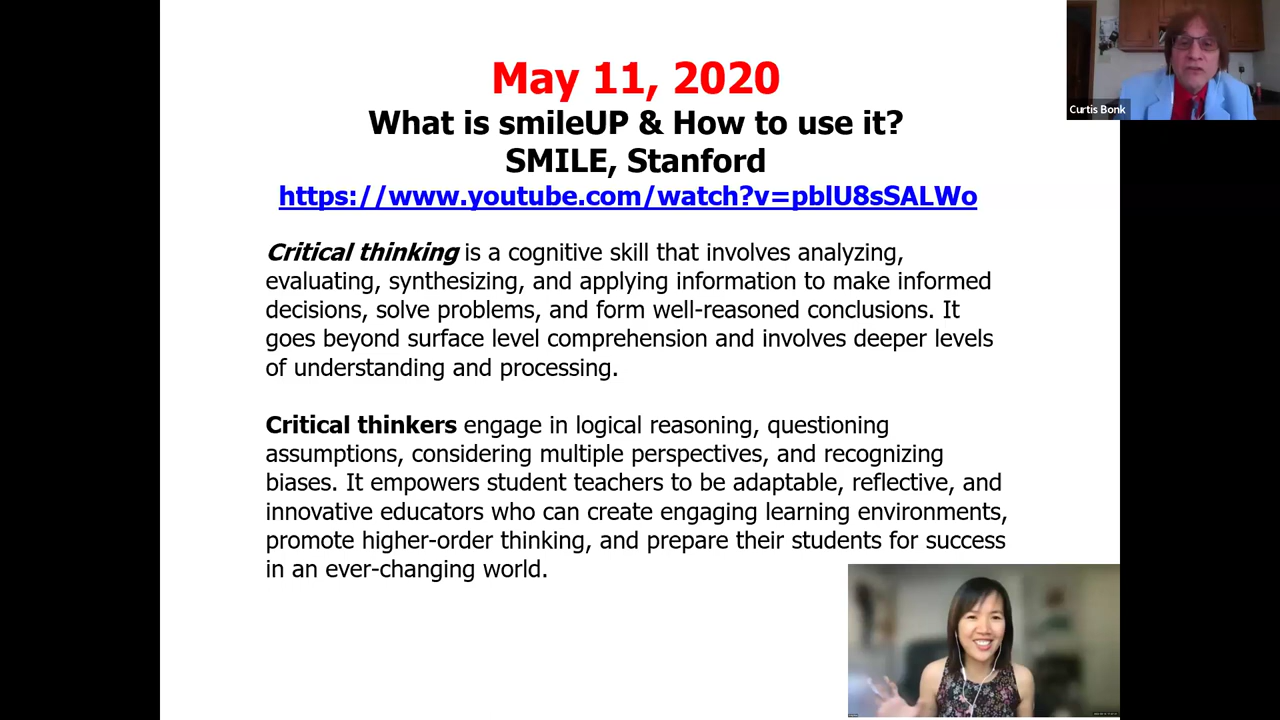 May 11, 2020
What is smileUP & How to use it?
SMILE, Stanford
https://www.youtube.com/watch?v=pblU8sSALWo
Critical thinking is a cognitive skill that involves analyzing,
evaluating, synthesizing, and applying information to make informed
decisions, solve problems, and form well-reasoned conclusions. It
goes beyond surface level comprehension and involves deeper levels
of understanding and processing.
Critical thinkers engage in logical reasoning, questioning
assumptions, considering multiple perspectives, and recognizing
biases. It empowers student teachers to be adaptable, reflective, and
innovative educators who can create engaging learning environments,
promote higher-order thinking, and prepare their students for success
in an ever-changing world.
Curtis Bonk